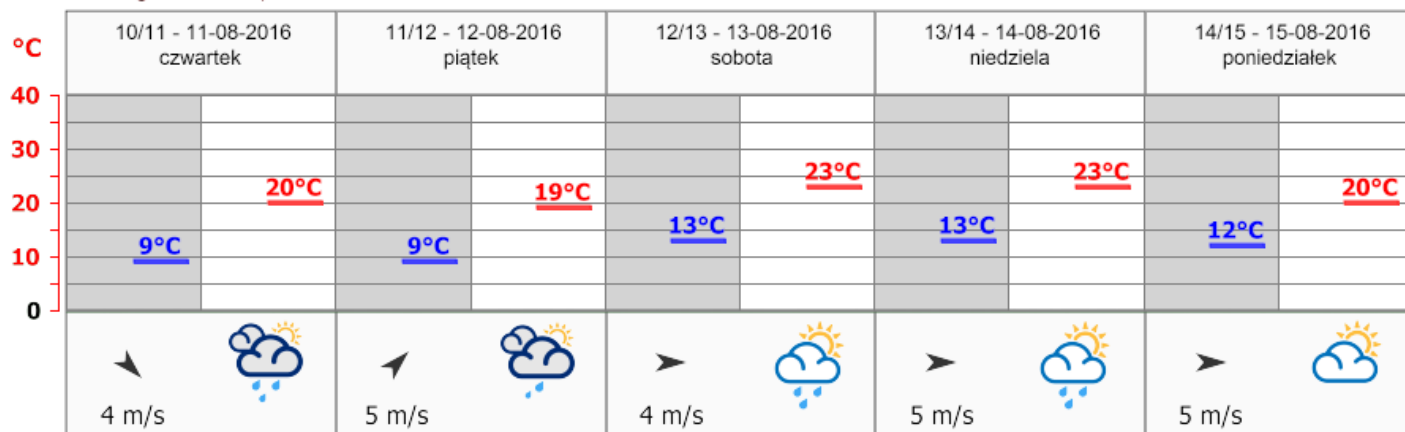 10/11 - 11-08-2016
czwartek
11/12 - 12-08-2016
piątek
12/13 - 13-08-2016
sobota
13/14 - 14-08-2016
niedziela
14/15 - 15-08-2016
poniedziałek
°C
40
30
20
10
0
9°C
20°C
9°C
19°C
13°C
23°C
13°C
23°C
12°C
20°C
4 m/s
5 m/s
4 m/s
5 m/s
5 m/s